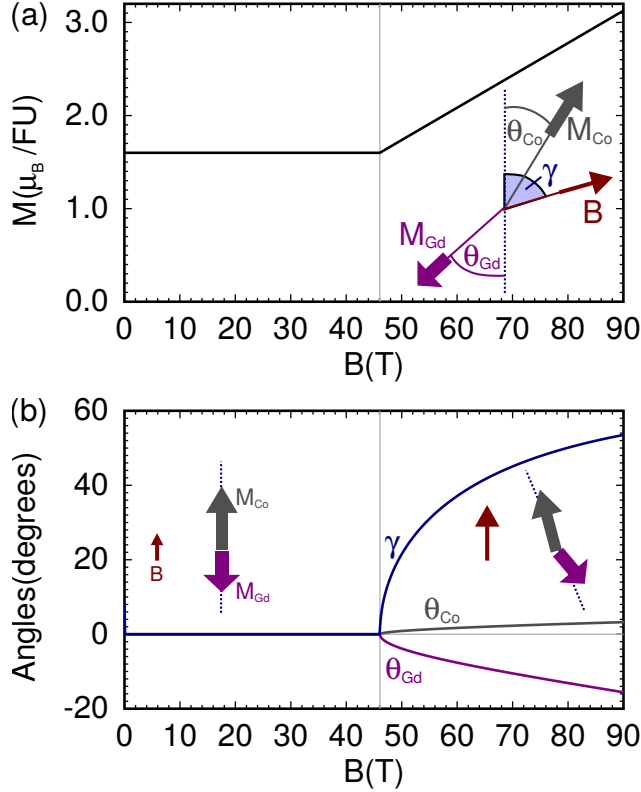 (a)
M(μB/FU)
3.0
2.0
1.0
0.0
θCo
MCo
γ
B
MGd
θGd
0 10 20 30 40 50 60 70 80 90
B(T)
(b)
Angles(degrees)
60
40
20
0
-20
MCo
B
MGd
γ
θCo
θGd
0 10 20 30 40 50 60 70 80 90
B(T)